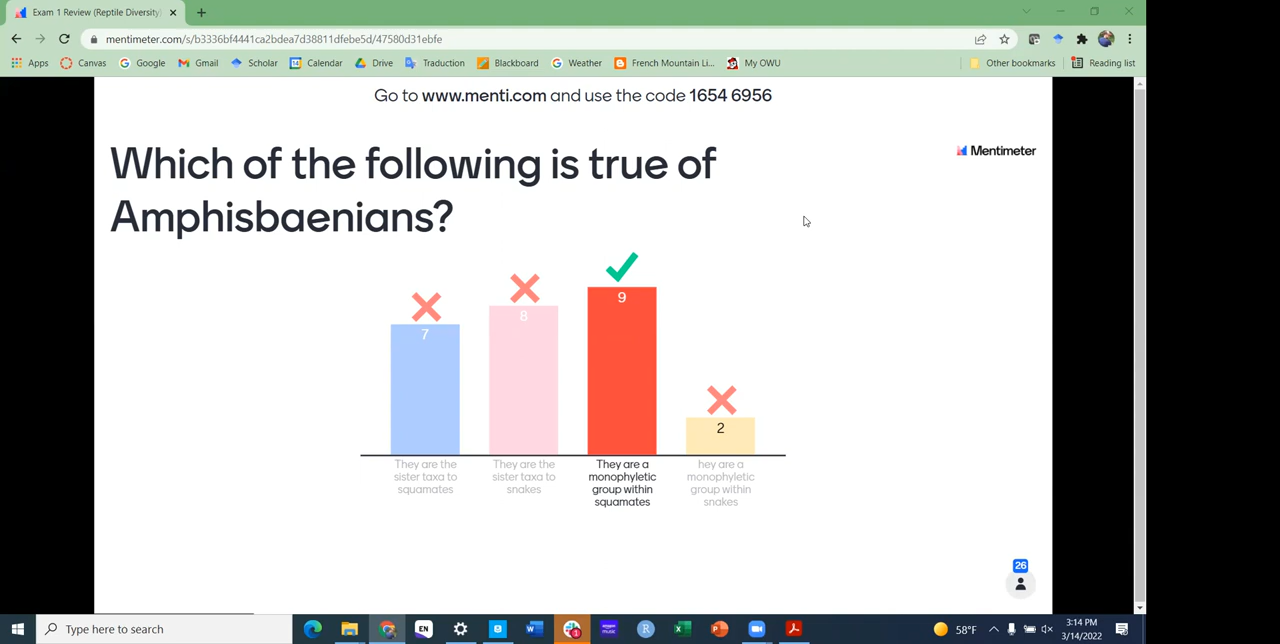 Exam 1 Review (Reptile Diversity)
mentimeter.com/s/b3336bf4441ca2bdea7d38811dfebe5d/47580d31ebfe
Apps Canvas Google Gmail Scholar Calendar Drive Traduction Blackboard Weather French Mountain Li... My OWU Other bookmarks Reading list
Go to www.menti.com and use the code 1654 6956
Mentimeter
Which of the following is true of
Amphisbaenians?
7
8
9
2
They are the
sister taxa to
squamates
They are the
sister taxa to
snakes
They are a
monophyletic
group within
squamates
hey are a
monophyletic
group within
snakes
26
Type here to search
EN
58°F
3:14 PM
3/14/2022